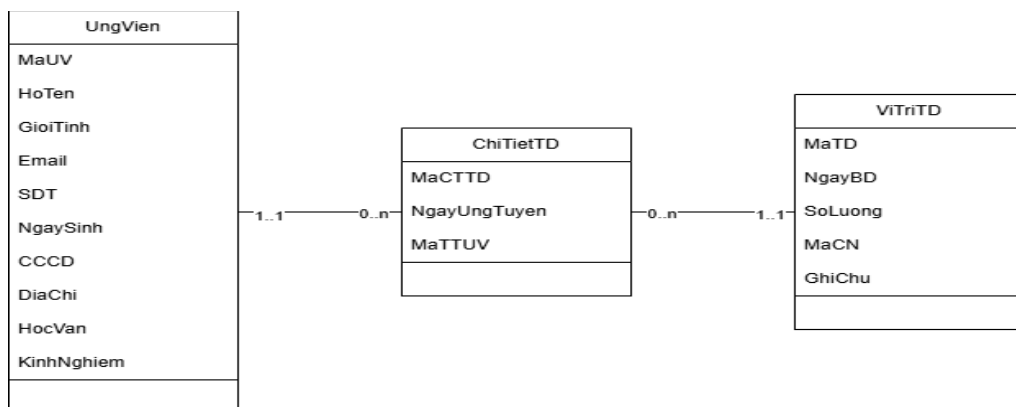 UngVien
MaUV
HoTen
GioiTinh
Email
SDT
NgaySinh
CCCD
DiaChi
HocVan
KinhNghiem
1..1
0..n
ChiTietTD
MaCTTD
NgayUngTuyen
MaTTUV
0..n
1..1
ViTriTD
MaTD
NgayBD
SoLuong
MaCN
GhiChu